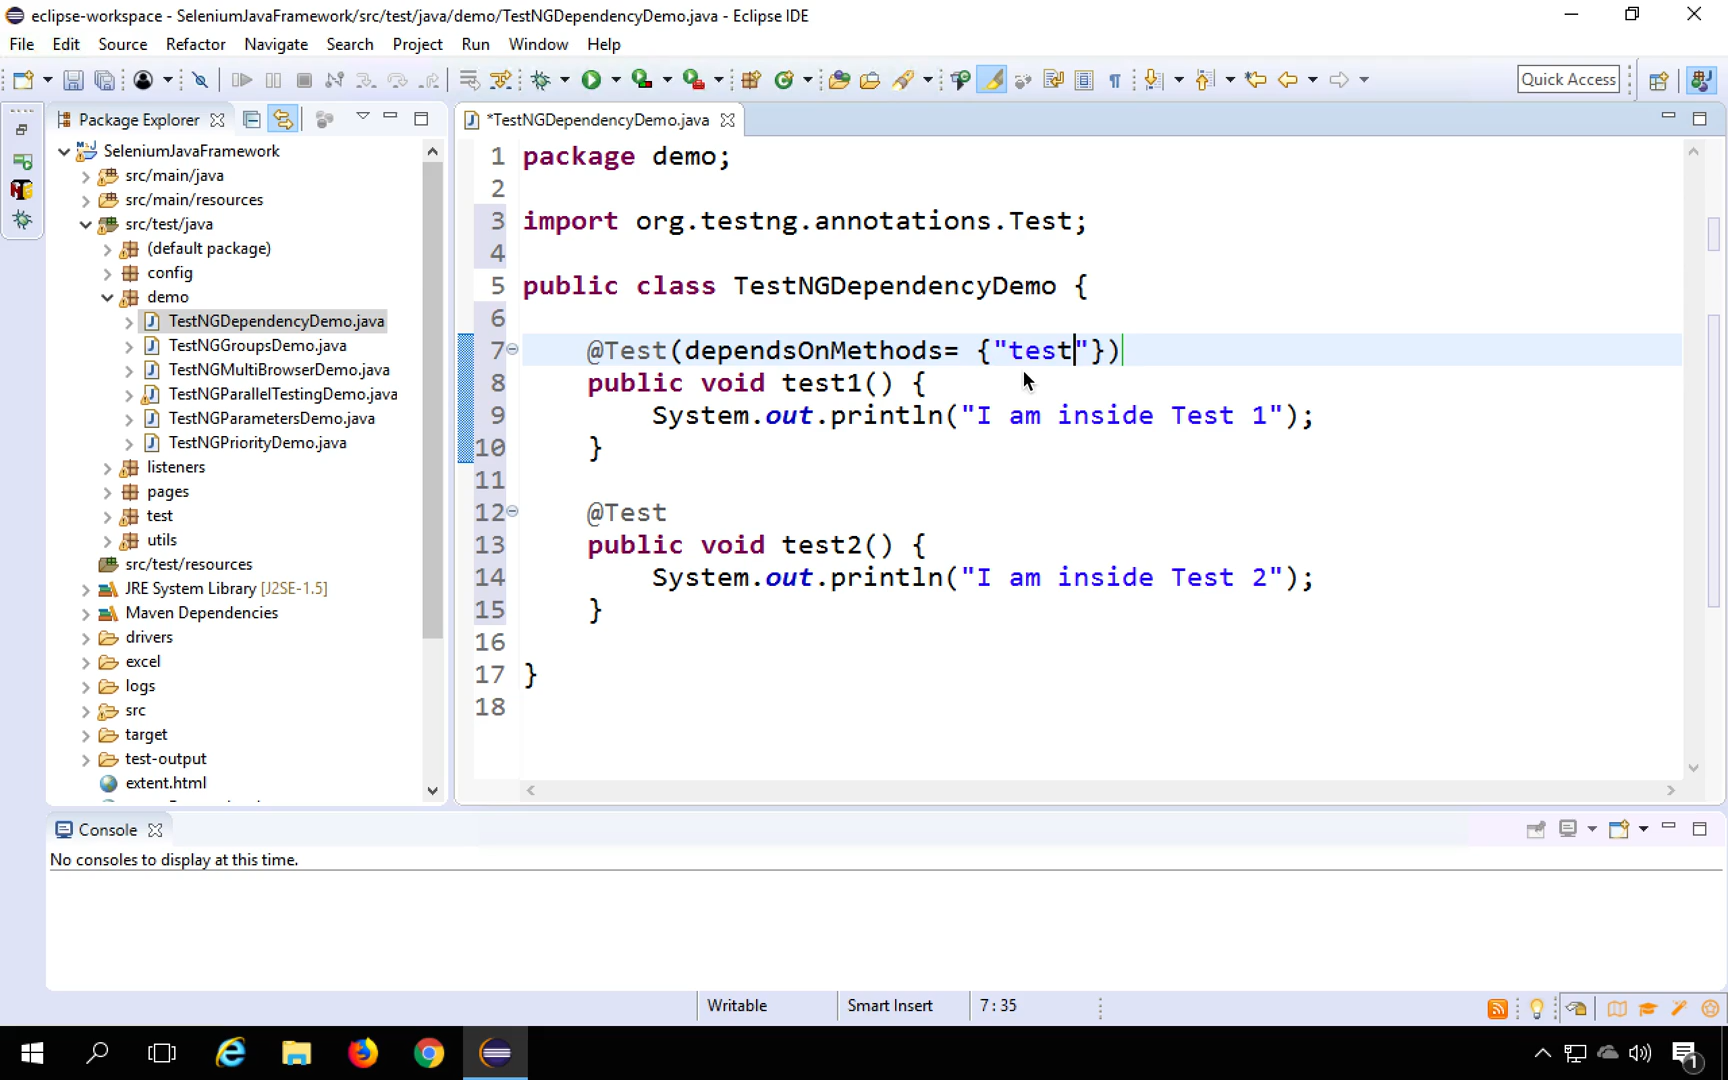 eclipse-workspace - SeleniumJavaFramework/src/test/java/demo/TestNGDependencyDemo.java - Eclipse IDE
File Edit Source Refactor Navigate Search Project Run Window Help
Quick Access
Package Explorer
SeleniumJavaFramework
src/main/java
src/main/resources
src/test/java
(default package)
config
demo
TestNGDependencyDemo.java
TestNGGroupsDemo.java
TestNGMultiBrowserDemo.java
TestNGParallelTestingDemo.java
TestNGParametersDemo.java
TestNGPriorityDemo.java
listeners
pages
test
utils
src/test/resources
JRE System Library [J2SE-1.5]
Maven Dependencies
drivers
excel
logs
src
target
test-output
extent.html
*TestNGDependencyDemo.java
1 package demo;
2
3 import org.testng.annotations.Test;
4
5 public class TestNGDependencyDemo {
6
7 @Test(dependsOnMethods= {"test"})
8 public void test1() {
9 System.out.println("I am inside Test 1");
10 }
11
12 @Test
13 public void test2() {
14 System.out.println("I am inside Test 2");
15 }
16
17 }
18
Console
No consoles to display at this time.
Writable Smart Insert 7 : 35
1